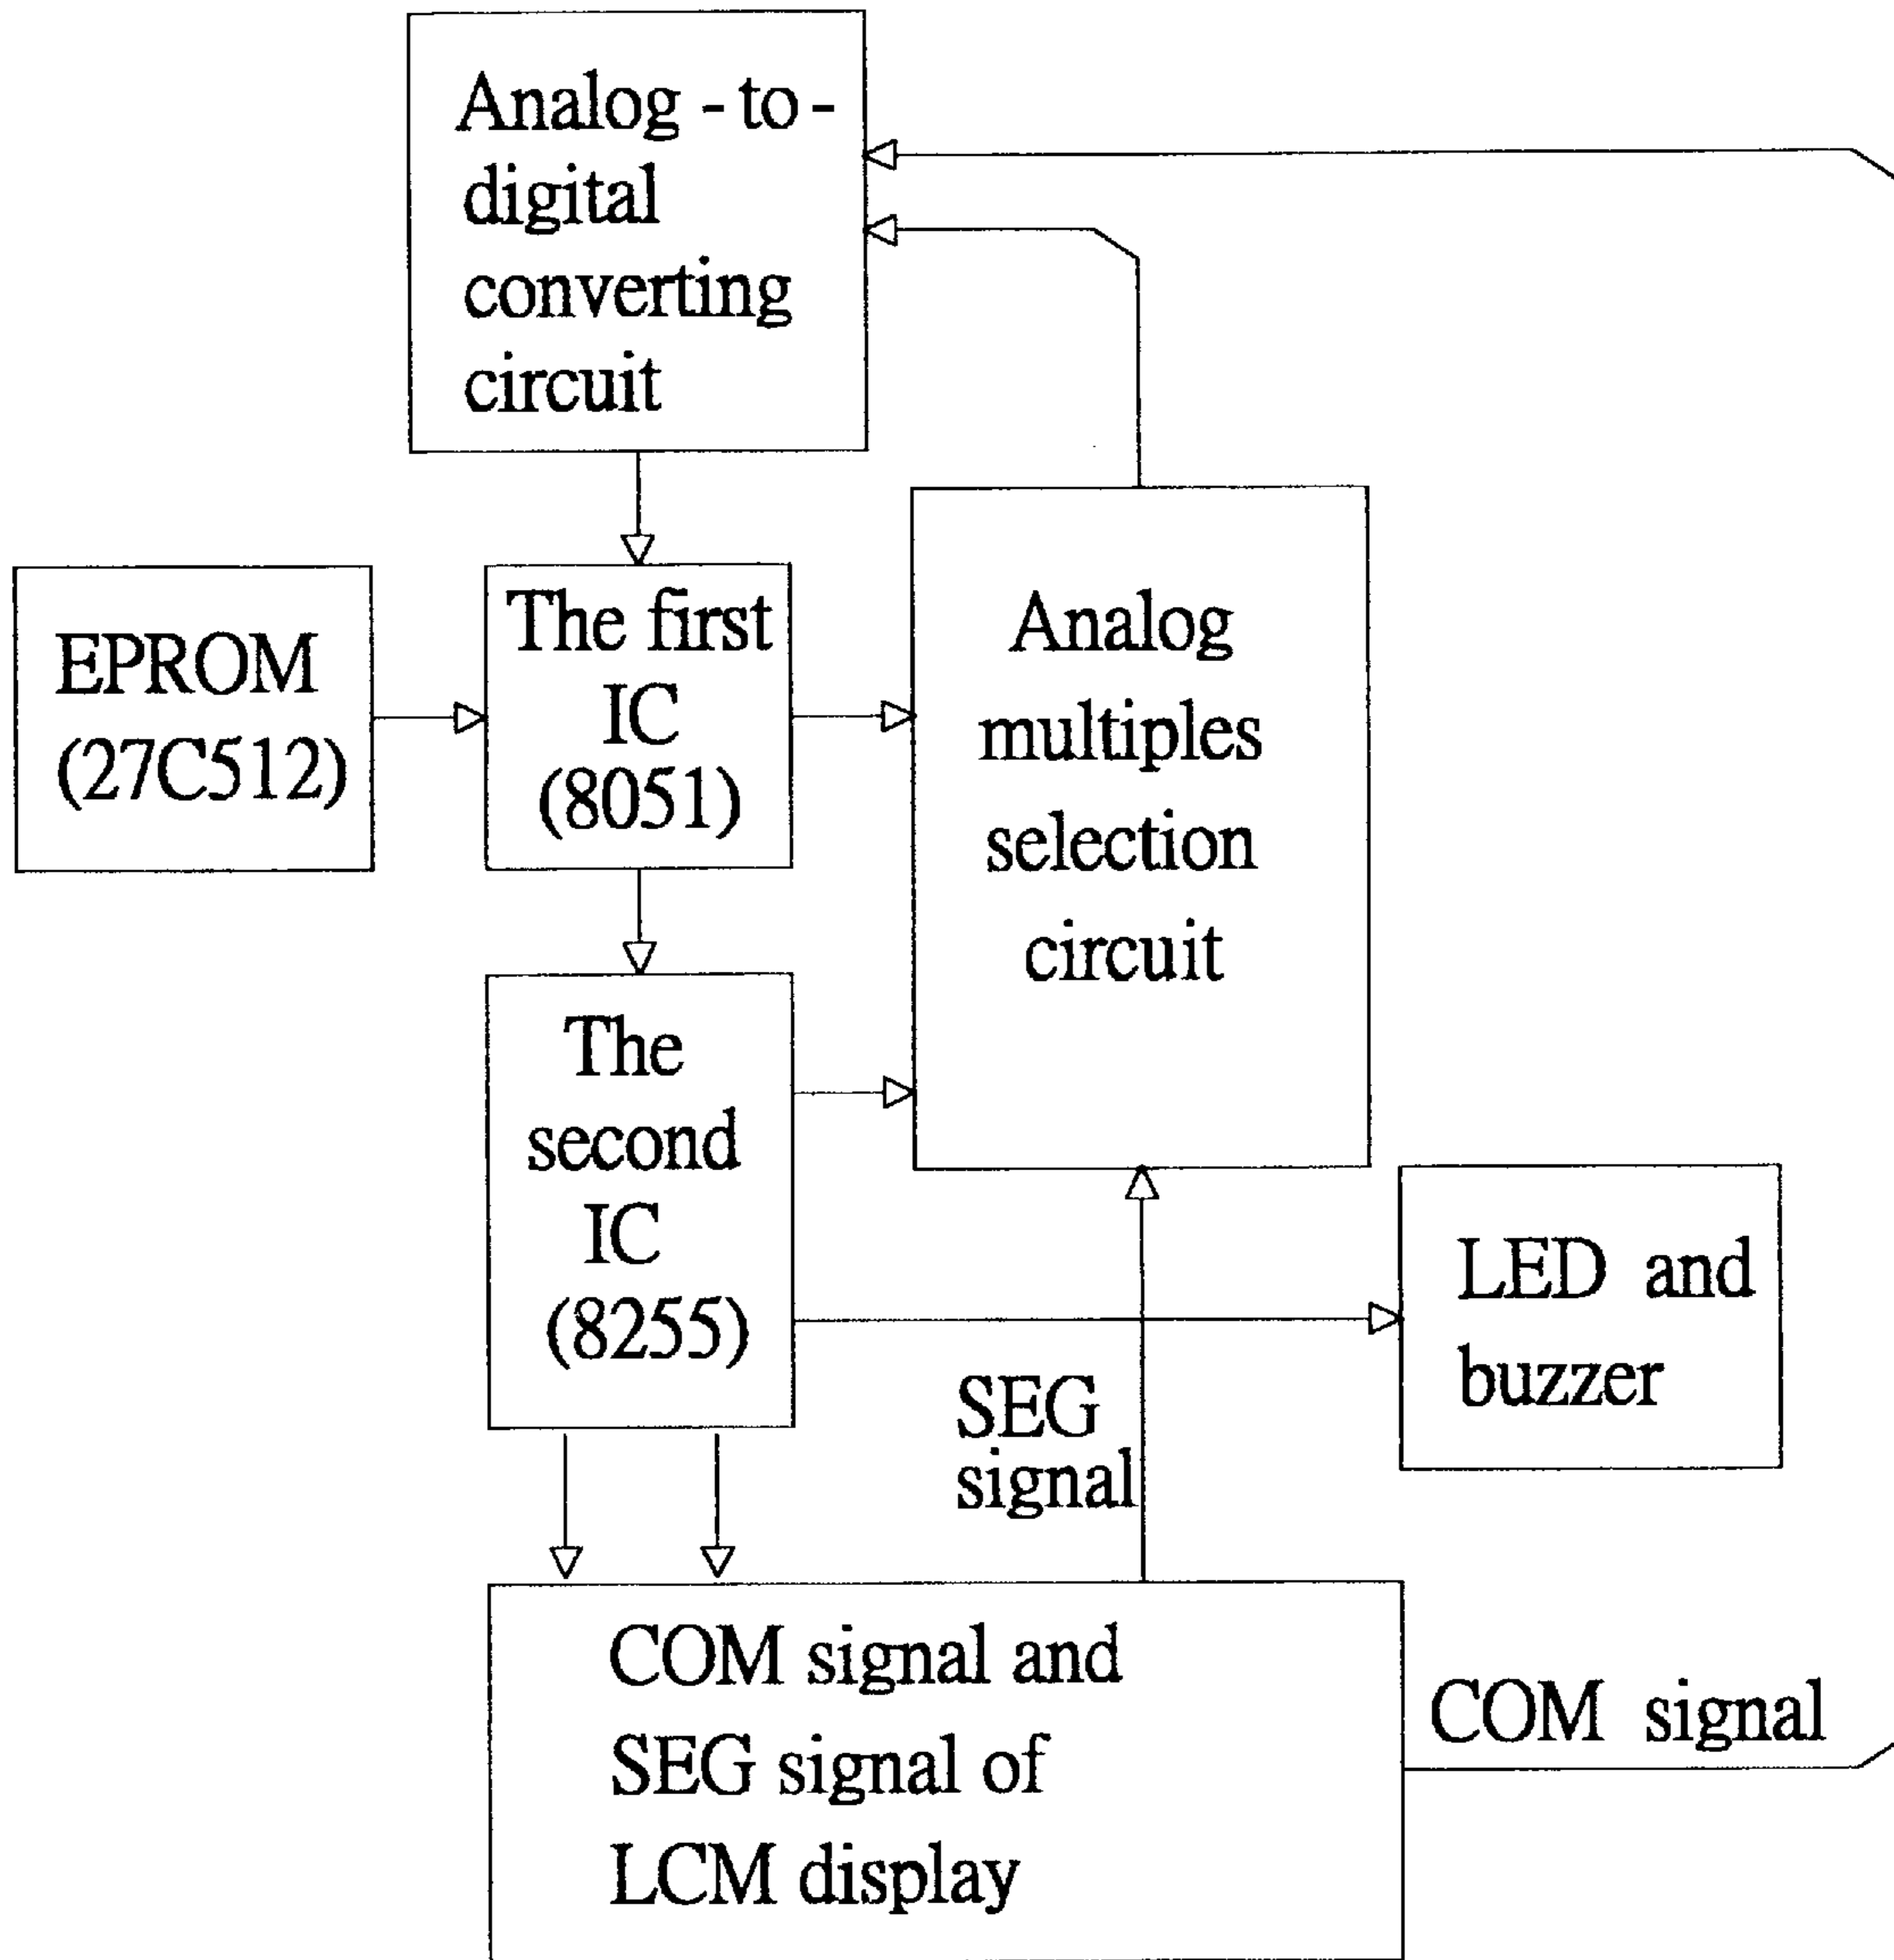 Analog - to -
digital
converting
circuit
EPROM
(27C512)
The first
IC
(8051)
Analog
multiples
selection
circuit
The
second
IC
(8255)
LED and
buzzer
SEG
signal
COM signal and
SEG signal of
LCM display
COM signal